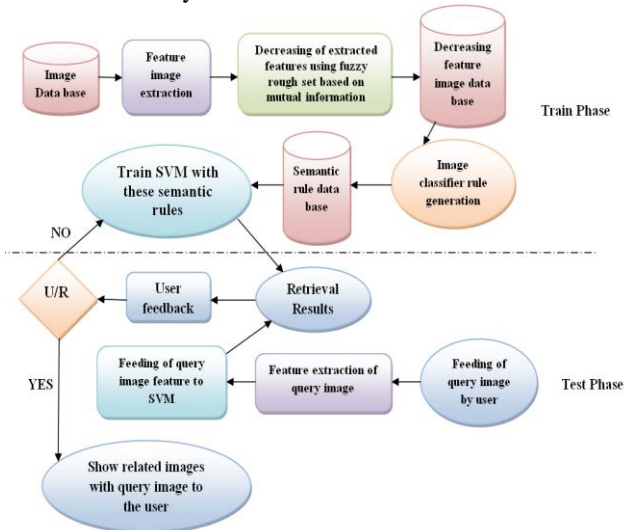 Image
Data base
Feature
image
extraction
Decreasing of extracted
features using fuzzy
rough set based on
mutual information
Decreasing
feature
image data
base
Train Phase
Image
classifier rule
generation
Semantic
rule data
base
Train SVM with
these semantic
rules
NO
U/R
User
feedback
Retrieval
Results
Feeding of query
image feature to
SVM
Feature extraction of
query image
Feeding of
query image
by user
Test Phase
YES
Show related images
with query image to
the user